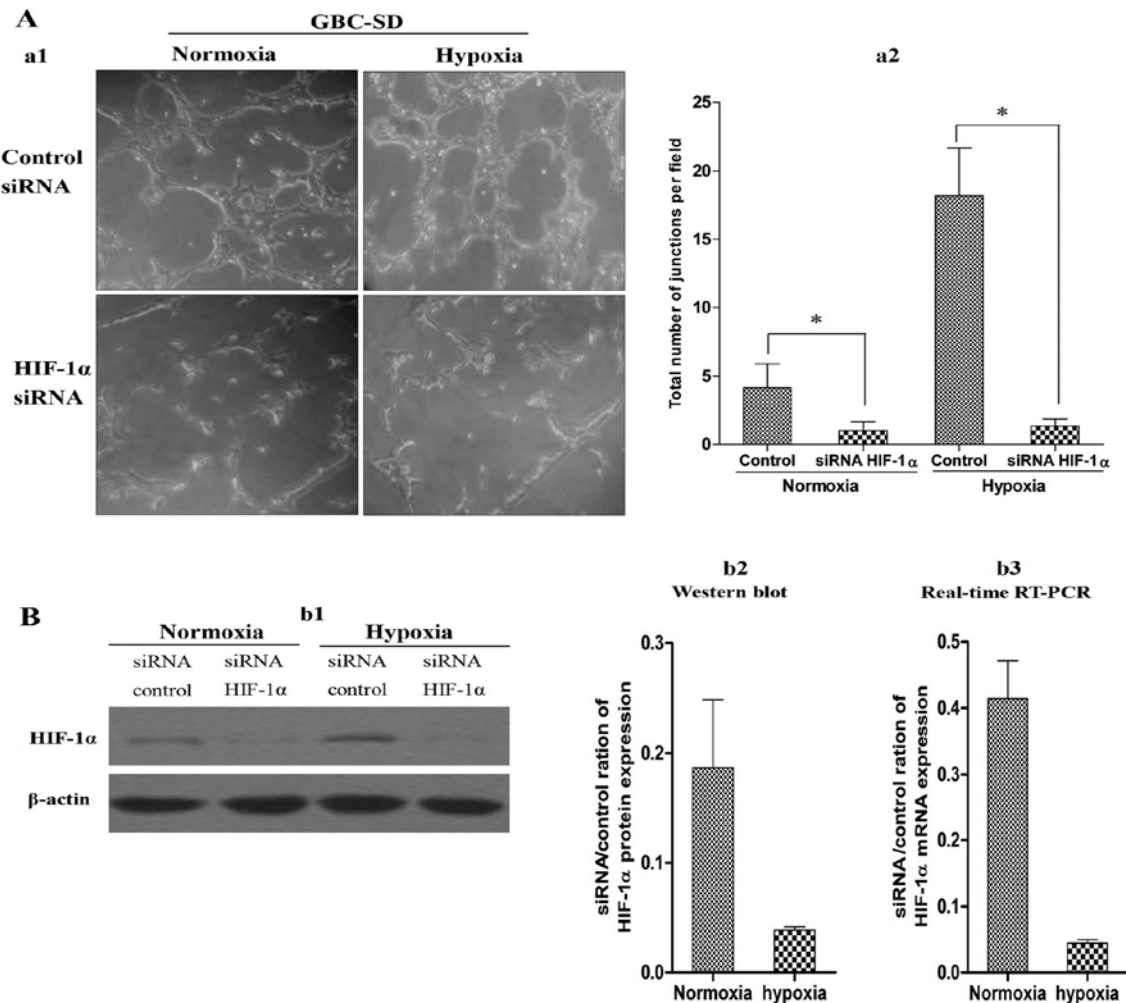 A
GBC-SD
a1
Normoxia
Hypoxia
Control
siRNA
HIF-1α
siRNA
a2
Total number of junctions per field
25
20
15
10
5
0
*
*
Control
siRNA HIF-1α
Control
siRNA HIF-1α
Normoxia
Hypoxia
B
b1
Normoxia
Hypoxia
siRNA
control
siRNA
HIF-1α
siRNA
control
siRNA
HIF-1α
HIF-1α
β-actin
b2
Western blot
siRNA/control ration of
HIF-1α protein expression
0.3
0.2
0.1
0.0
Normoxia
hypoxia
b3
Real-time RT-PCR
siRNA/control ration of
HIF-1α mRNA expression
0.5
0.4
0.3
0.2
0.1
0.0
Normoxia
hypoxia